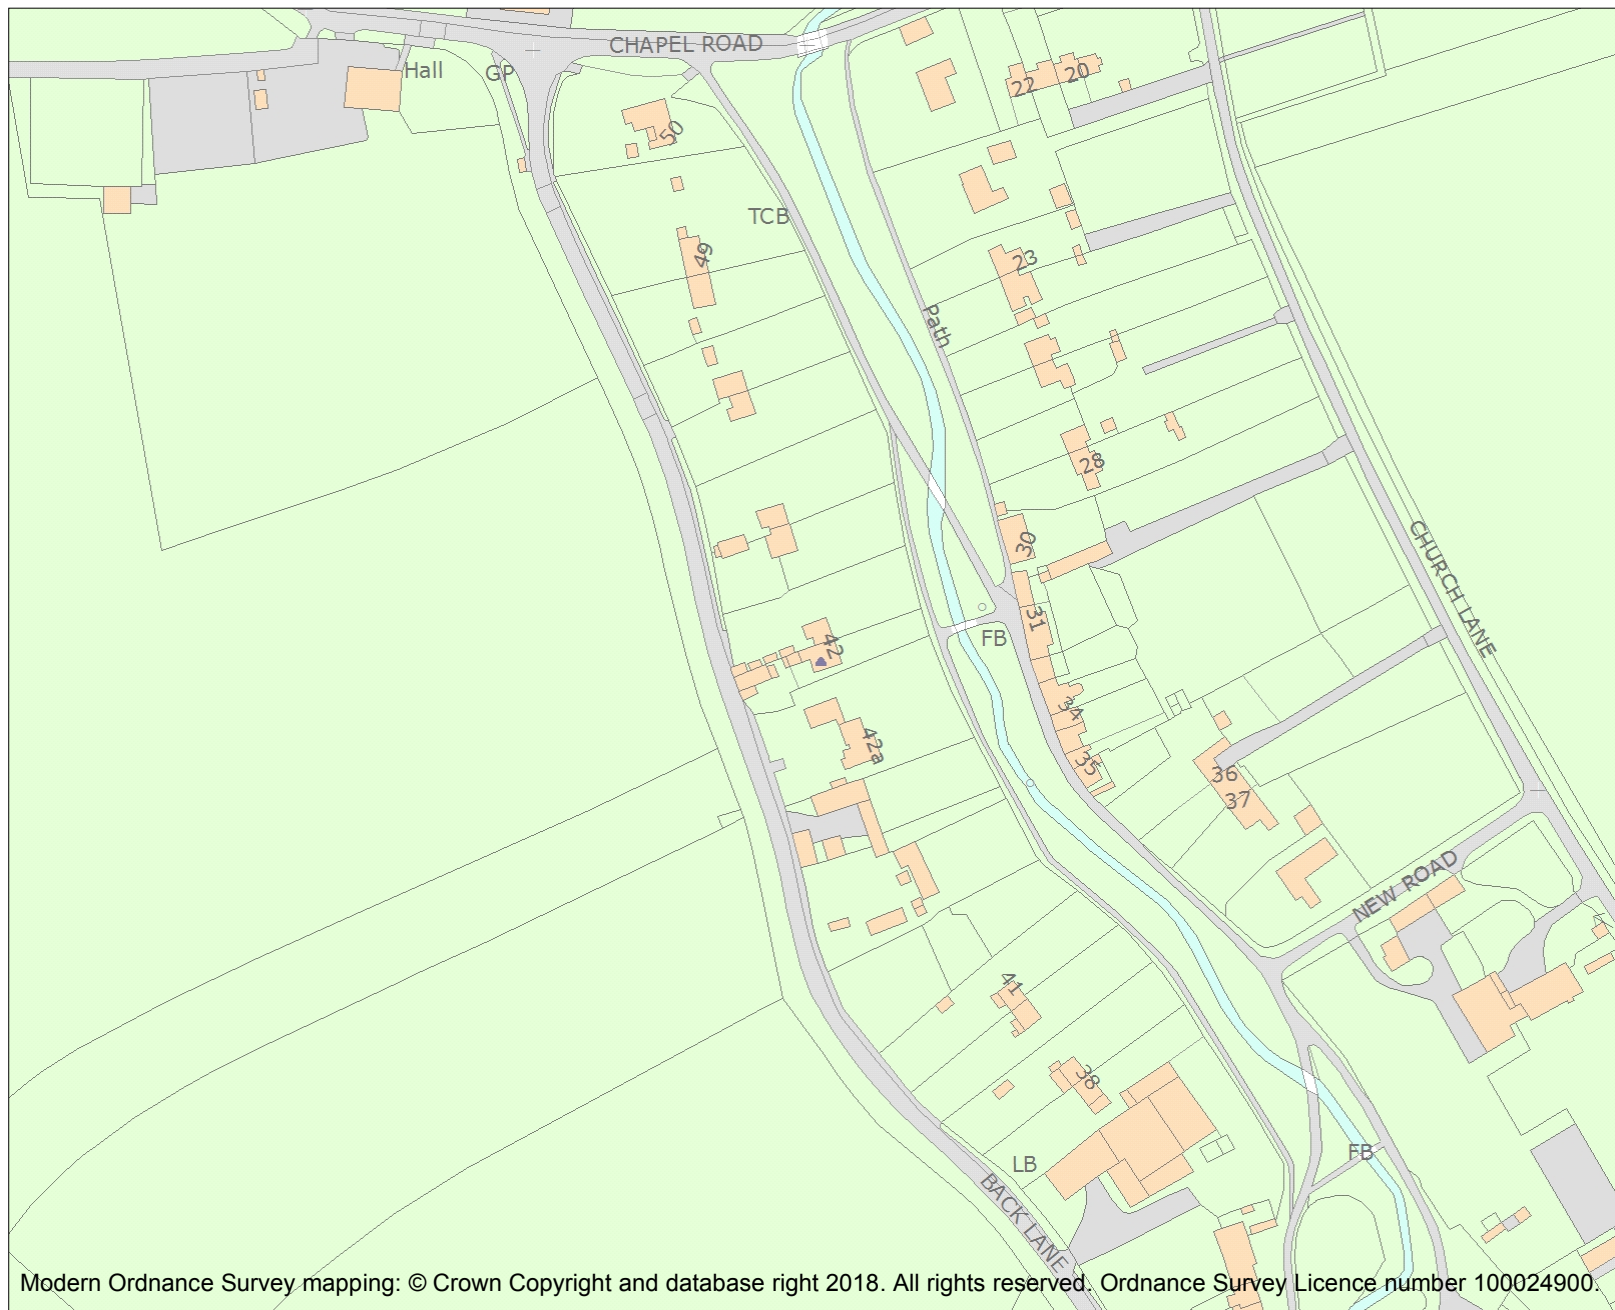 CHAPEL ROAD
Hall
GP
22
20
50
TCB
49
23
Path
28
30
CHURCH LANE
31
FB
42
34
42a
35
36
37
NEW ROAD
41
38
LB
FB
BACK LANE
Modern Ordnance Survey mapping: © Crown Copyright and database right 2018. All rights reserved. Ordnance Survey Licence number 100024900.